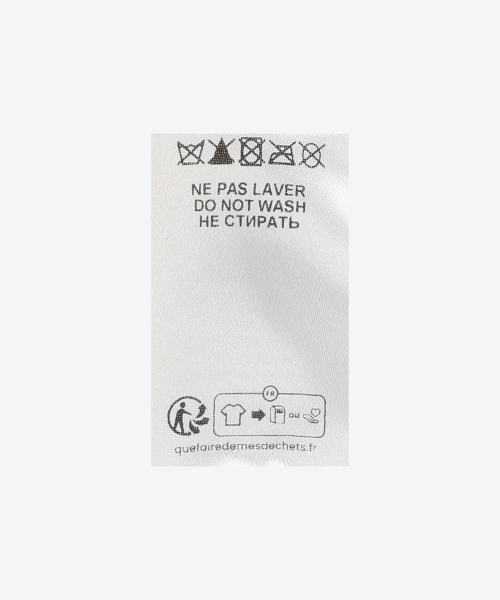 NE PAS LAVER
DO NOT WASH
НЕ СТИРАТЬ
FR
OU
quefairedemesdechets.fr